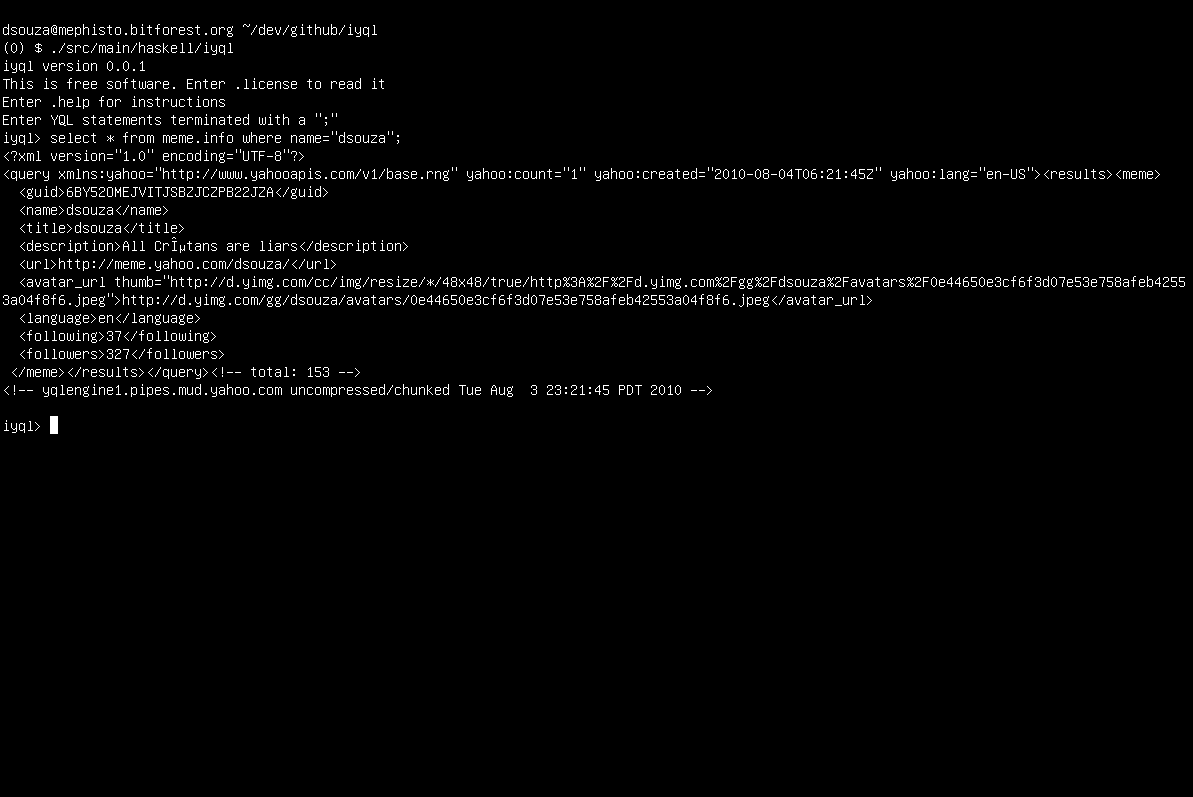 dsouza@mephisto.bitforest.org ~/dev/github/iyql
(0) $ ./src/main/haskell/iyql
iyql version 0.0.1
This is free software. Enter .license to read it
Enter .help for instructions
Enter YQL statements terminated with a ";"
iyql> select * from meme.info where name="dsouza";
<?xml version="1.0" encoding="UTF-8"?>
<query xmlns:yahoo="http://www.yahooapis.com/v1/base.rng" yahoo:count="1" yahoo:created="2010-08-04T06:21:45Z" yahoo:lang="en-US"><results><meme>
  <guid>6BY52OMEJVITJSBZJCZPB22JZA</guid>
  <name>dsouza</name>
  <title>dsouza</title>
  <description>All CrÎµtans are liars</description>
  <url>http://meme.yahoo.com/dsouza/</url>
  <avatar_url thumb="http://d.yimg.com/cc/img/resize/*/48x48/true/http%3A%2F%2Fd.yimg.com%2Fgg%2Fdsouza%2Favatars%2F0e44650e3cf6f3d07e53e758afeb4255
3a04f8f6.jpeg">http://d.yimg.com/gg/dsouza/avatars/0e44650e3cf6f3d07e53e758afeb42553a04f8f6.jpeg</avatar_url>
  <language>en</language>
  <following>37</following>
  <followers>327</followers>
 </meme></results></query><!-- total: 153 -->
<!-- yqlengine1.pipes.mud.yahoo.com uncompressed/chunked Tue Aug  3 23:21:45 PDT 2010 -->
iyql>